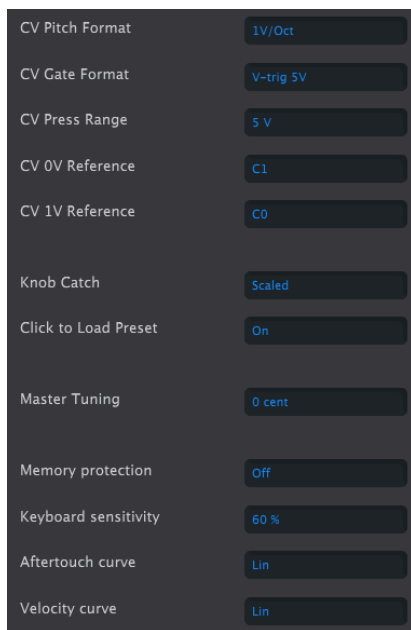 CV Pitch Format 1V/Oct
CV Gate Format V-trig 5V
CV Press Range 5 V
CV 0V Reference C1
CV 1V Reference C0
Knob Catch Scaled
Click to Load Preset On
Master Tuning 0 cent
Memory protection Off
Keyboard sensitivity 60 %
Aftertouch curve Lin
Velocity curve Lin